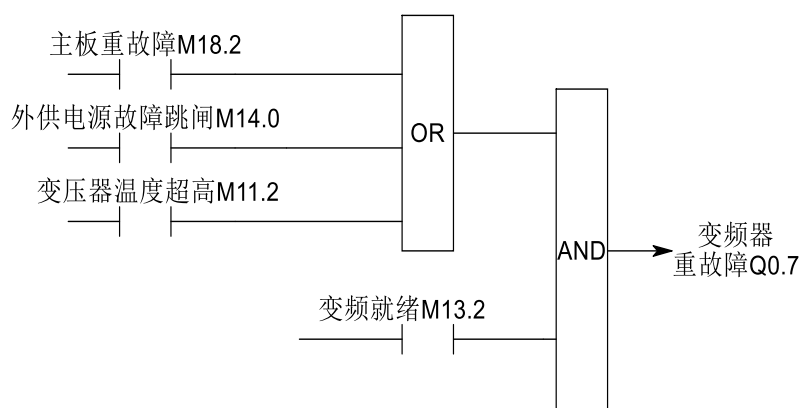 主板重故障M18.2
外供电源故障跳闸M14.0
OR
变压器温度超高M11.2
变频器
AND
重故障Q0.7
变频就绪M13.2